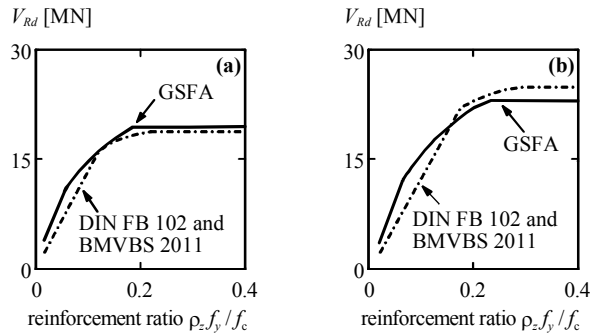 V_Rd [MN]
30
15
0
(a)
GSFA
DIN FB 102 and
BMVBS 2011
0 0.2 0.4
reinforcement ratio ρ_z f_y / f_c
V_Rd [MN]
30
15
0
(b)
GSFA
DIN FB 102 and
BMVBS 2011
0 0.2 0.4
reinforcement ratio ρ_z f_y / f_c